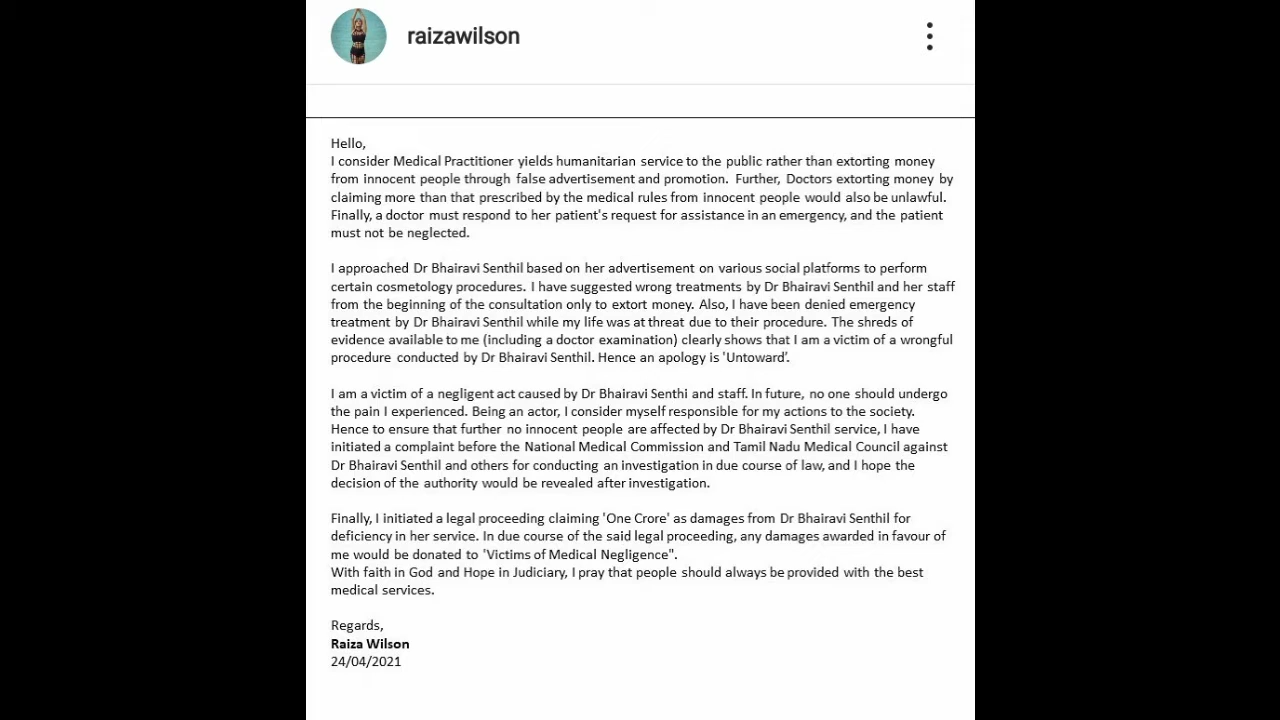 raizawilson
Hello,
I consider Medical Practitioner yields humanitarian service to the public rather than extorting money
from innocent people through false advertisement and promotion. Further, Doctors extorting money by
claiming more than that prescribed by the medical rules from innocent people would also be unlawful.
Finally, a doctor must respond to her patient's request for assistance in an emergency, and the patient
must not be neglected.
I approached Dr Bhairavi Senthil based on her advertisement on various social platforms to perform
certain cosmetology procedures. I have suggested wrong treatments by Dr Bhairavi Senthil and her staff
from the beginning of the consultation only to extort money. Also, I have been denied emergency
treatment by Dr Bhairavi Senthil while my life was at threat due to their procedure. The shreds of
evidence available to me (including a doctor examination) clearly shows that I am a victim of a wrongful
procedure conducted by Dr Bhairavi Senthil. Hence an apology is 'Untoward'.
I am a victim of a negligent act caused by Dr Bhairavi Senthi and staff. In future, no one should undergo
the pain I experienced. Being an actor, I consider myself responsible for my actions to the society.
Hence to ensure that further no innocent people are affected by Dr Bhairavi Senthil service, I have
initiated a complaint before the National Medical Commission and Tamil Nadu Medical Council against
Dr Bhairavi Senthil and others for conducting an investigation in due course of law, and I hope the
decision of the authority would be revealed after investigation.
Finally, I initiated a legal proceeding claiming 'One Crore' as damages from Dr Bhairavi Senthil for
deficiency in her service. In due course of the said legal proceeding, any damages awarded in favour of
me would be donated to 'Victims of Medical Negligence".
With faith in God and Hope in Judiciary, I pray that people should always be provided with the best
medical services.
Regards,
Raiza Wilson
24/04/2021